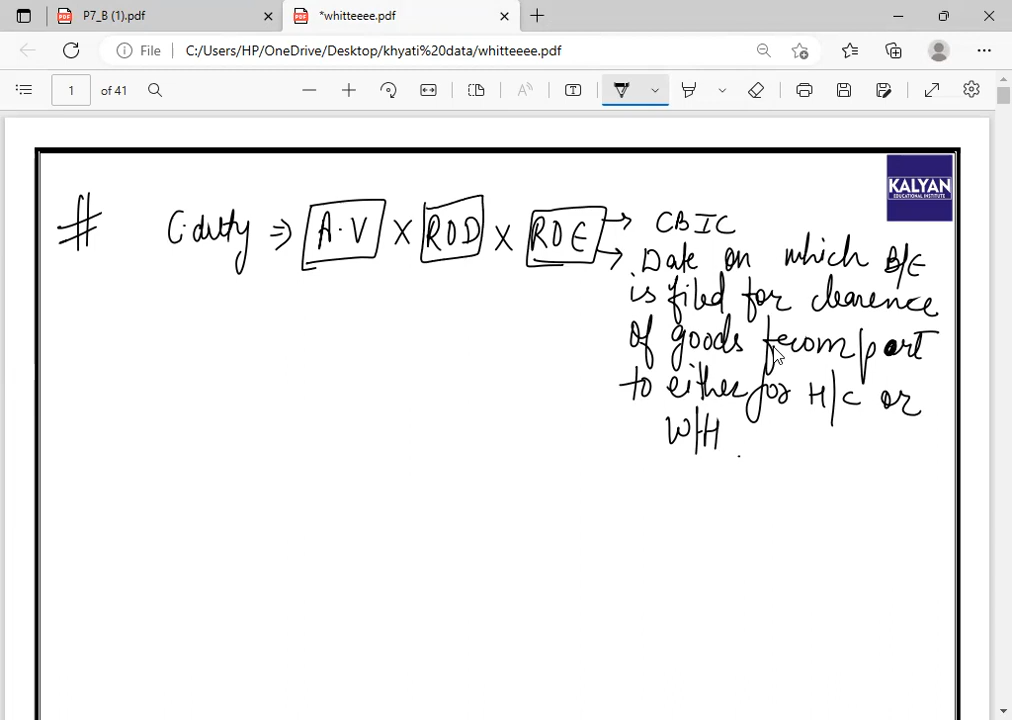 P7_B (1).pdf
*whitteeee.pdf
File
C:/Users/HP/OneDrive/Desktop/khyati%20data/whitteeee.pdf
1 of 41
KALYAN
EDUCATIONAL INSTITUTE
# C.duty ⇒ A.V × ROD × ROE → CBIC
→ Date on which B/E
is filed for clearence
of goods from port
to either for H/C or
W/H.